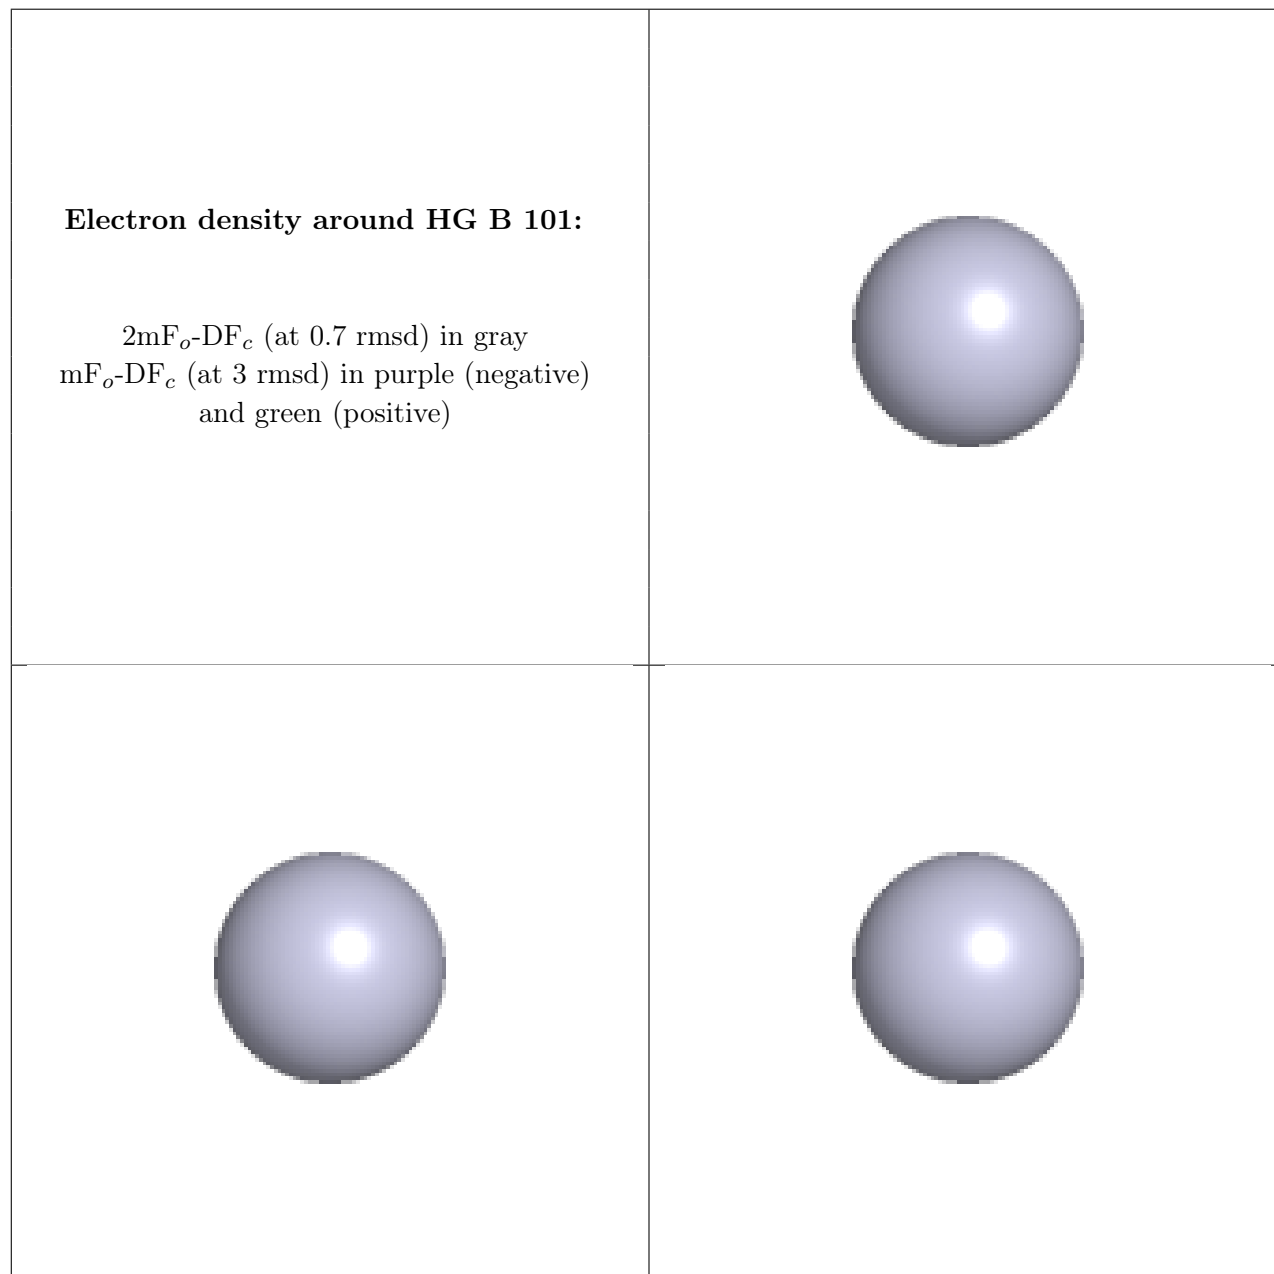 Electron density around HG B 101:
2mFo-DFc (at 0.7 rmsd) in gray
mFo-DFc (at 3 rmsd) in purple (negative)
and green (positive)